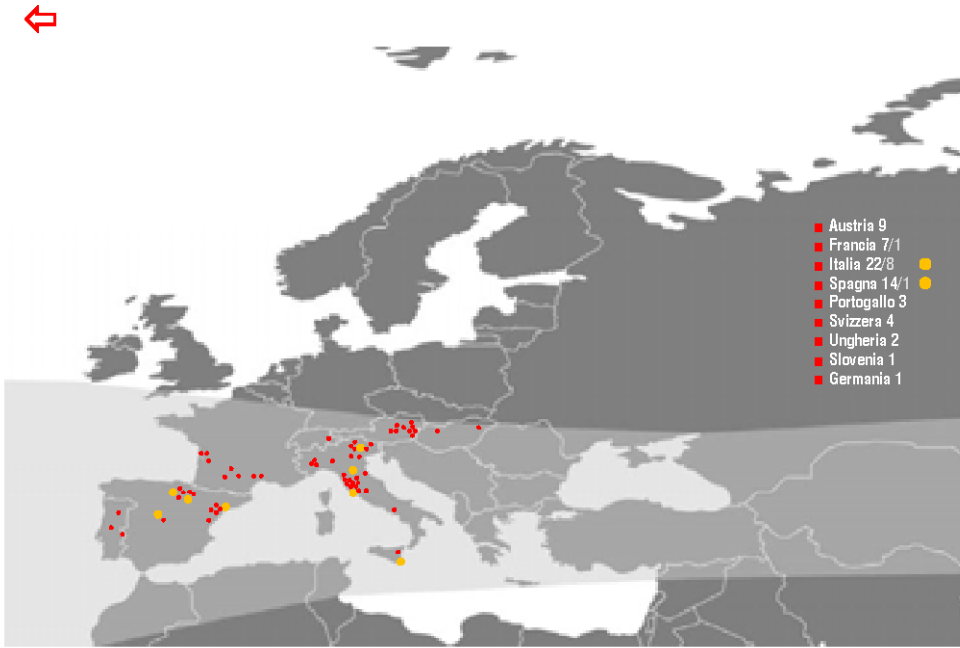 Austria 9
Francia 7/1
Italia 22/8
Spagna 14/1
Portogallo 3
Svizzera 4
Ungheria 2
Slovenia 1
Germania 1